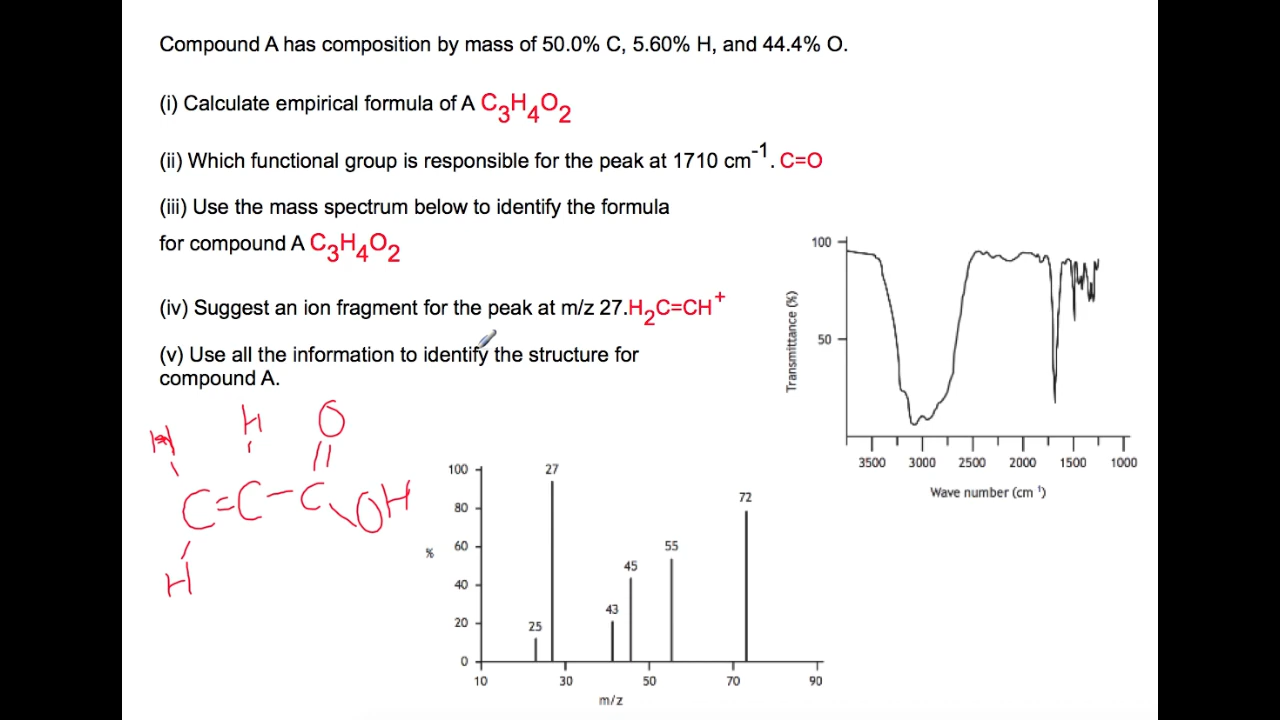 Compound A has composition by mass of 50.0% C, 5.60% H, and 44.4% O.
(i) Calculate empirical formula of A C₃H₄O₂
(ii) Which functional group is responsible for the peak at 1710 cm⁻¹. C=O
(iii) Use the mass spectrum below to identify the formula
for compound A C₃H₄O₂
(iv) Suggest an ion fragment for the peak at m/z 27.H₂C=CH⁺
(v) Use all the information to identify the structure for
compound A.
H H O
C=C-C
OH
H
100
50
Transmittance (%)
3500 3000 2500 2000 1500 1000
Wave number (cm ¹)
100
80
60
40
20
0
%
25 27 43 45 55 72
10 30 50 70 90
m/z